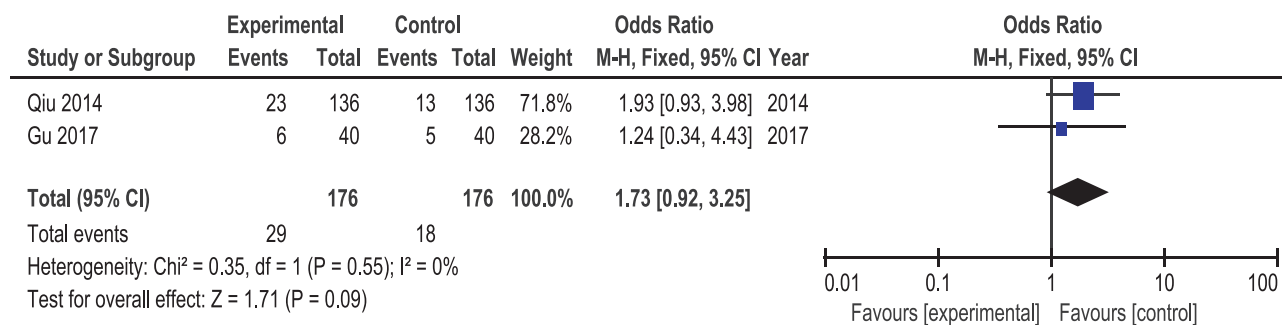 Experimental Control Odds Ratio Odds Ratio
Study or Subgroup Events Total Events Total Weight M-H, Fixed, 95% CI Year M-H, Fixed, 95% CI
Qiu 2014 23 136 13 136 71.8% 1.93 [0.93, 3.98] 2014
Gu 2017 6 40 5 40 28.2% 1.24 [0.34, 4.43] 2017
Total (95% CI) 176 176 100.0% 1.73 [0.92, 3.25]
Total events 29 18
Heterogeneity: Chi² = 0.35, df = 1 (P = 0.55); I² = 0%
Test for overall effect: Z = 1.71 (P = 0.09)
0.01 0.1 1 10 100
Favours [experimental] Favours [control]